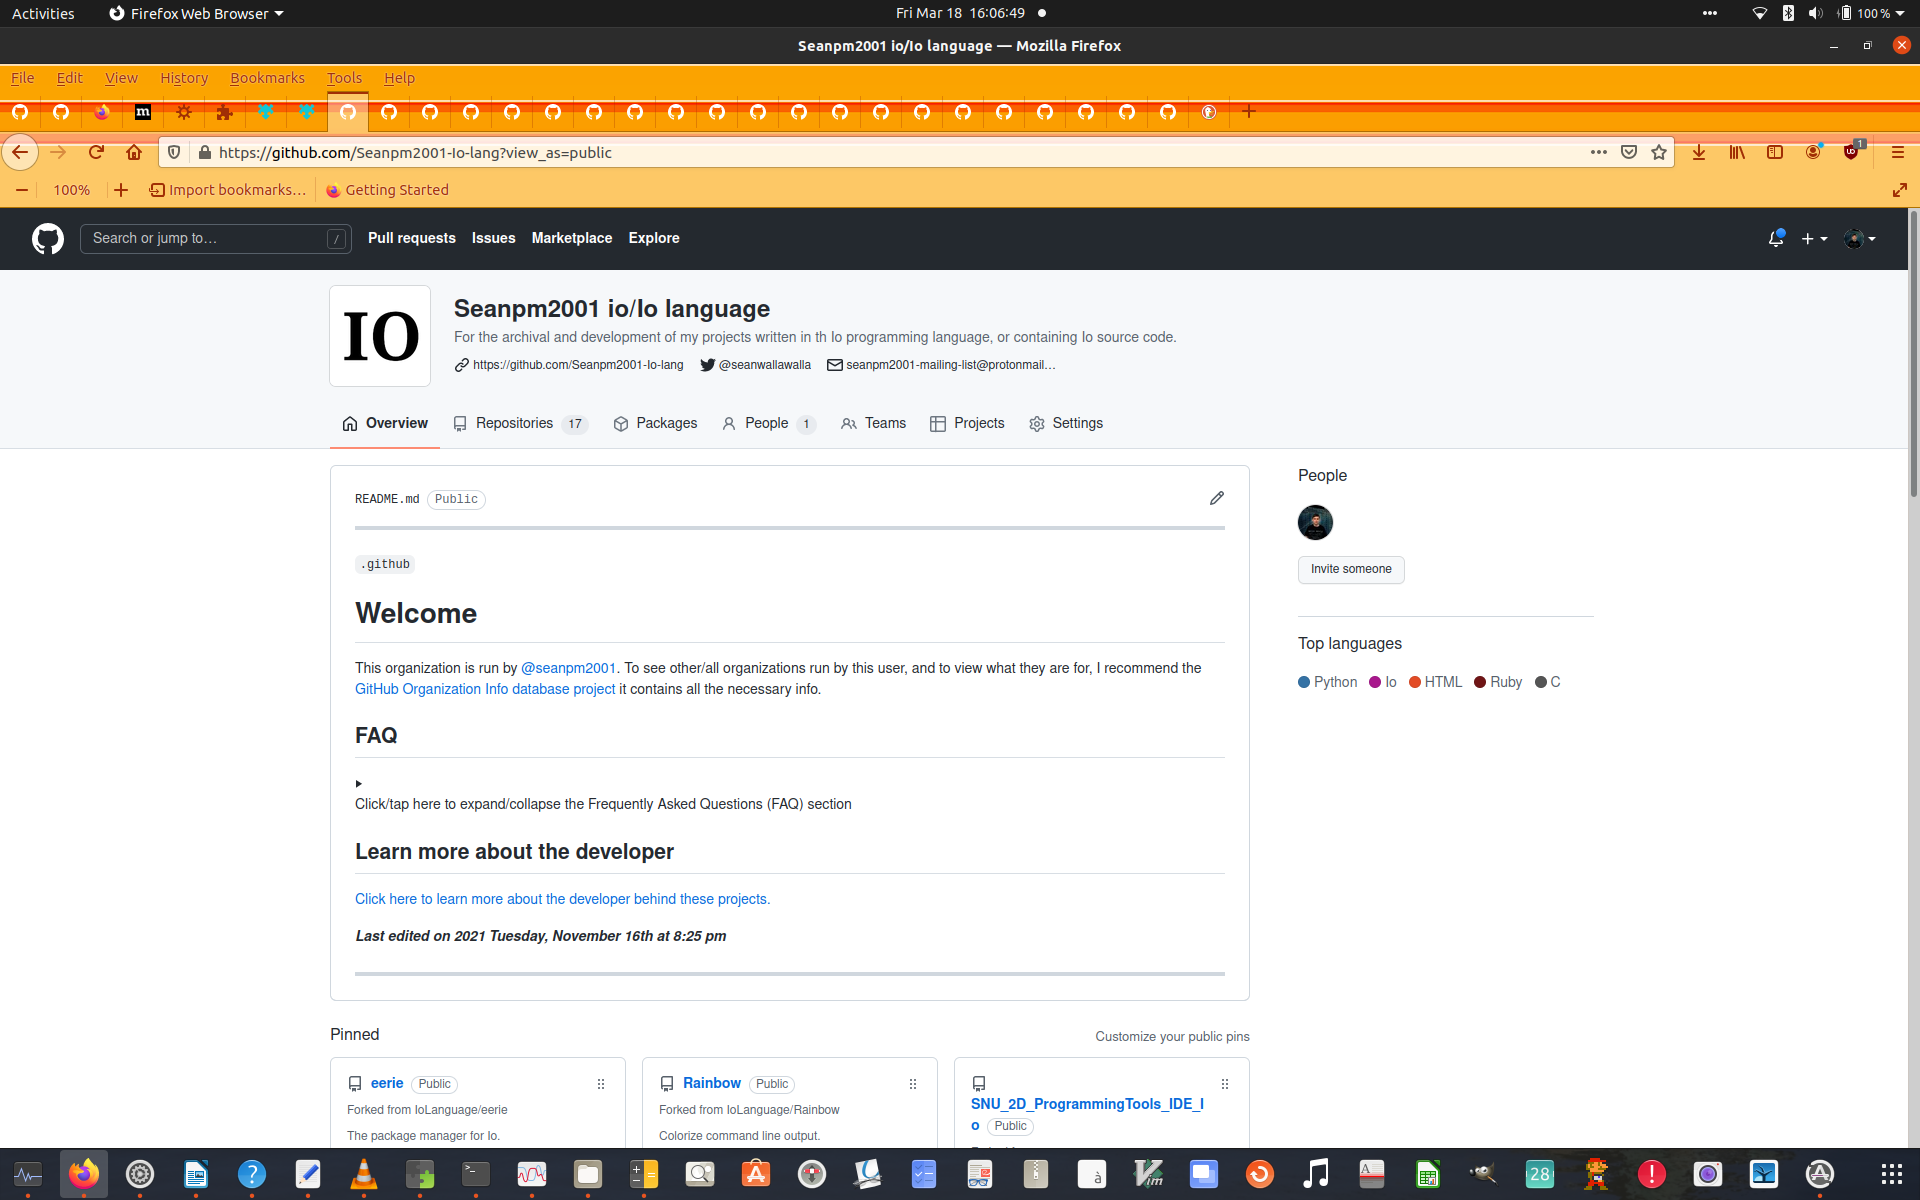 Activities
Firefox Web Browser
Fri Mar 18 16:06:49
100 %
Seanpm2001 io/Io language — Mozilla Firefox
File Edit View History Bookmarks Tools Help
m
https://github.com/Seanpm2001-Io-lang?view_as=public
1
100%
Import bookmarks…
Getting Started
Search or jump to…
/
Pull requests
Issues
Marketplace
Explore
IO
Seanpm2001 io/Io language
For the archival and development of my projects written in th Io programming language, or containing Io source code.
https://github.com/Seanpm2001-Io-lang
@seanwallawalla
seanpm2001-mailing-list@protonmail…
Overview
Repositories 17
Packages
People 1
Teams
Projects
Settings
README.md Public
.github
Welcome
This organization is run by @seanpm2001. To see other/all organizations run by this user, and to view what they are for, I recommend the
GitHub Organization Info database project it contains all the necessary info.
FAQ
Click/tap here to expand/collapse the Frequently Asked Questions (FAQ) section
Learn more about the developer
Click here to learn more about the developer behind these projects.
Last edited on 2021 Tuesday, November 16th at 8:25 pm
People
Invite someone
Top languages
Python Io HTML Ruby C
Pinned
Customize your public pins
eerie Public
Forked from IoLanguage/eerie
The package manager for Io.
Rainbow Public
Forked from IoLanguage/Rainbow
Colorize command line output.
SNU_2D_ProgrammingTools_IDE_I
o Public
28